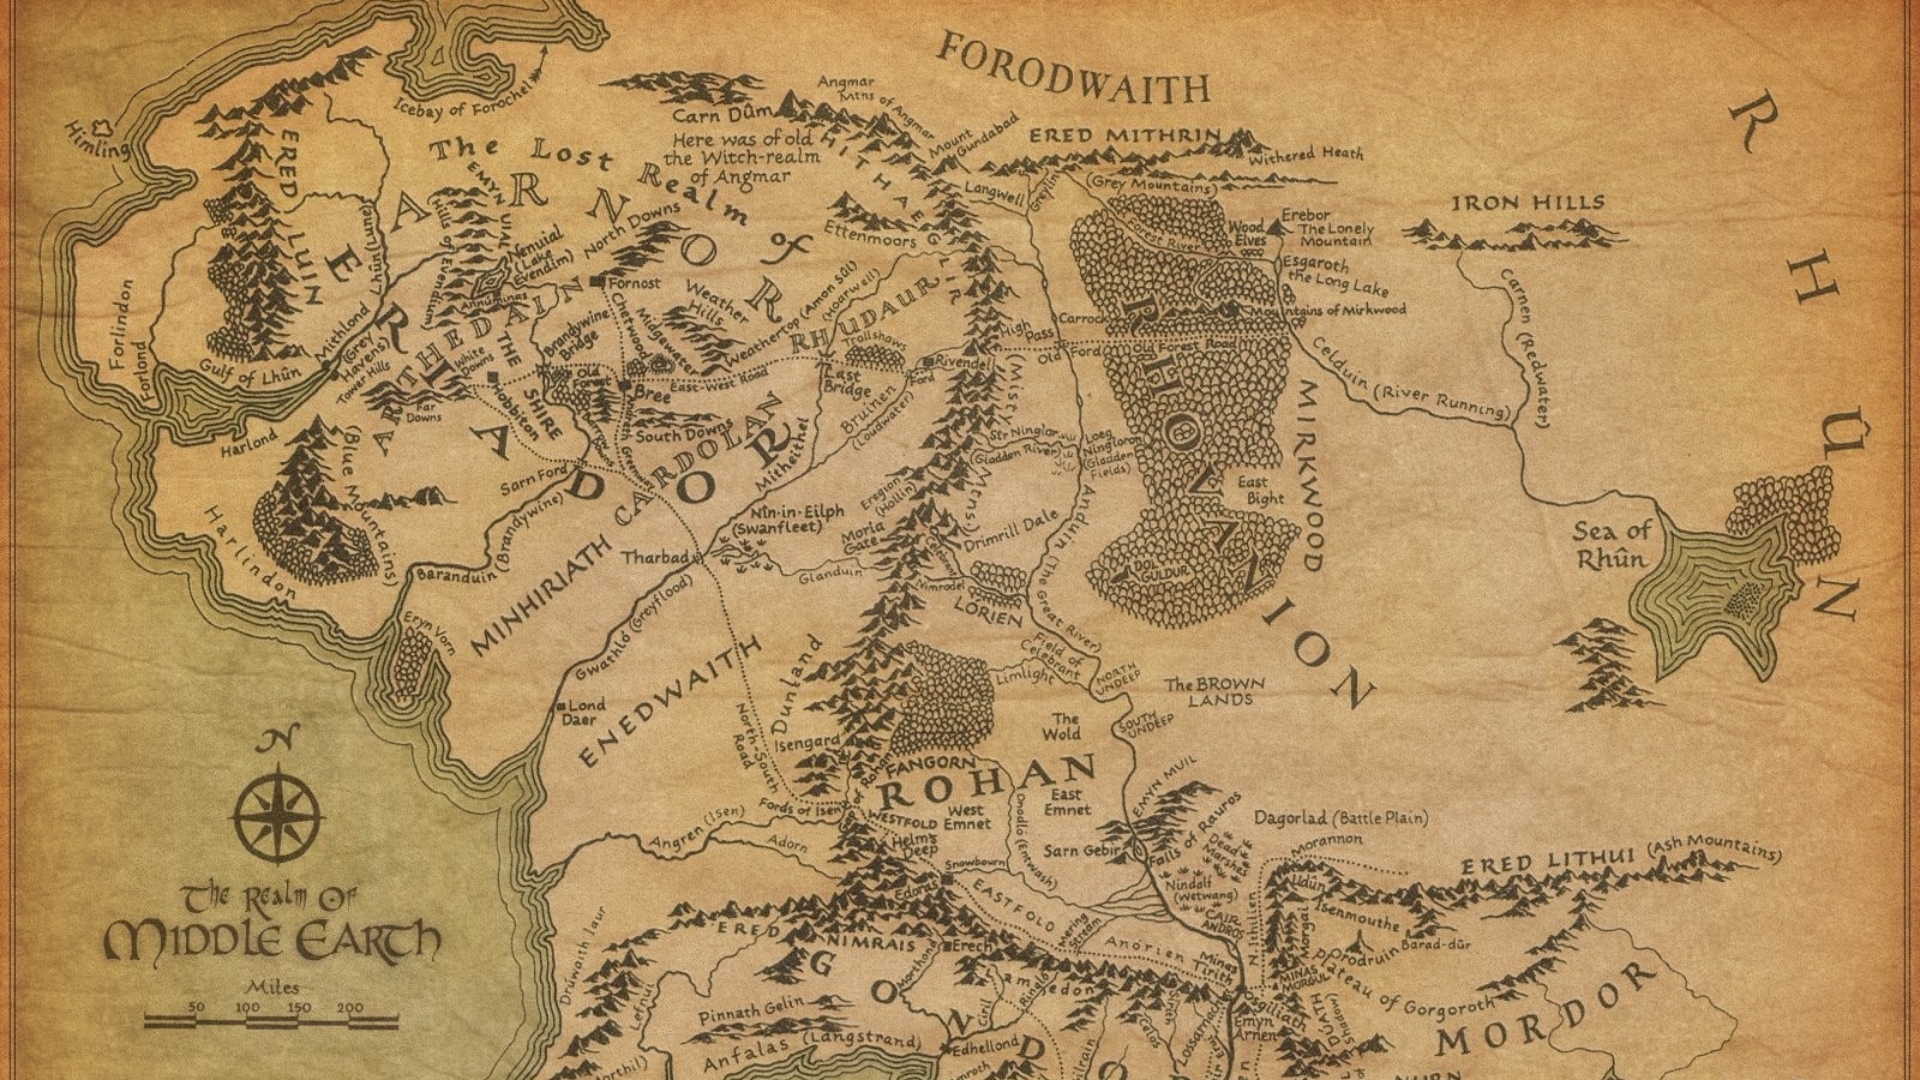 FORODWAITH
Icebay of Forochel
Himling
The Lost Realm of
ARNOR
Carn Dûm
Angmar
Mtns of Angmar
Here was of old
the Witch-realm
of Angmar
Mount
Gundabad
ERED MITHRIN
(Grey Mountains)
Withered Heath
IRON HILLS
RHÛN
ERED LUIN
EMYN UIAL
Hills of Evendim
Nenuial
(Lake
Evendim)
Annúminas
North Downs
Fornost
HITHAEGLIR
Ettenmoors
Langwell
Greylin
Forest River
Wood
Elves
Erebor
The Lonely
Mountain
Esgaroth
the Long Lake
Mountains of Mirkwood
Carnen (Redwater)
Celduin (River Running)
Forlindon
Forlond
Lhûn (Lune)
Gulf of Lhûn
Mithlond
(Grey
Havens)
Tower Hills
ERIADOR
ARTHEDAIN
White
Downs
Far
Downs
THE SHIRE
Hobbiton
Brandywine
Bridge
Old
Forest
Chetwood
Midgewater
Bree
Weather
Hills
Weathertop (Amon Sûl)
East-West Road
South Downs
RHUDAUR
(Hoarwell)
Trollshaws
Last
Bridge
Rivendell
Ford
Bruinen
(Loudwater)
Mitheithel
CARDOLAN
High
Pass
Carrock
Old Ford
Old Forest Road
RHOVANION
MIRKWOOD
East
Bight
DOL
GULDUR
(Misty Mtns)
Sîr Ninglor
(Gladden River)
Loeg
Ningloron
(Gladden
Fields)
Anduin (The Great River)
Harlond
Harlindon
(Blue Mountains)
Sarn Ford
Baranduin (Brandywine)
Eryn Vorn
MINHIRIATH
Tharbad
Nîn-in-Eilph
(Swanfleet)
Glanduin
Eregion
(Hollin)
Moria
Gate
Drimrill Dale
Nimrodel
LÓRIEN
Gwathló (Greyflood)
Lond
Daer
ENEDWAITH
North-South
Road
Dunland
Isengard
Fords of Isen
FANGORN
Field of
Celebrant
Limlight
NORTH
UNDEEP
SOUTH
UNDEEP
The BROWN
LANDS
The
Wold
Sea of
Rhûn
ROHAN
WESTFOLD
West
Emnet
East
Emnet
Helm's
Deep
Onodló (Entwash)
Snowbourn
Edoras
EASTFOLD
Sarn Gebir
EMYN MUIL
Falls of Rauros
Dead
Marshes
Nindalf
(Wetwang)
Dagorlad (Battle Plain)
Morannon
ERED LITHUI (Ash Mountains)
Udûn
Isenmouthe
Barad-dûr
Orodruin
Morgai
Plateau of Gorgoroth
MORDOR
CAIR
ANDROS
N. Ithilien
MINAS
MORGUL
Minas
Tirith
Osgiliath
Emyn
Arnen
Anórien
Mering
Stream
Angren (Isen)
Adorn
ERED NIMRAIS
Drúwaith Iaur
Erech
Morthond
Lamedon
Ringló
Ciril
Lefnui
Pinnath Gelin
Anfalas (Langstrand)
Edhellond
Celos
Lossarnach
GOND
N
The Realm Of
Middle Earth
Miles
50 100 150 200